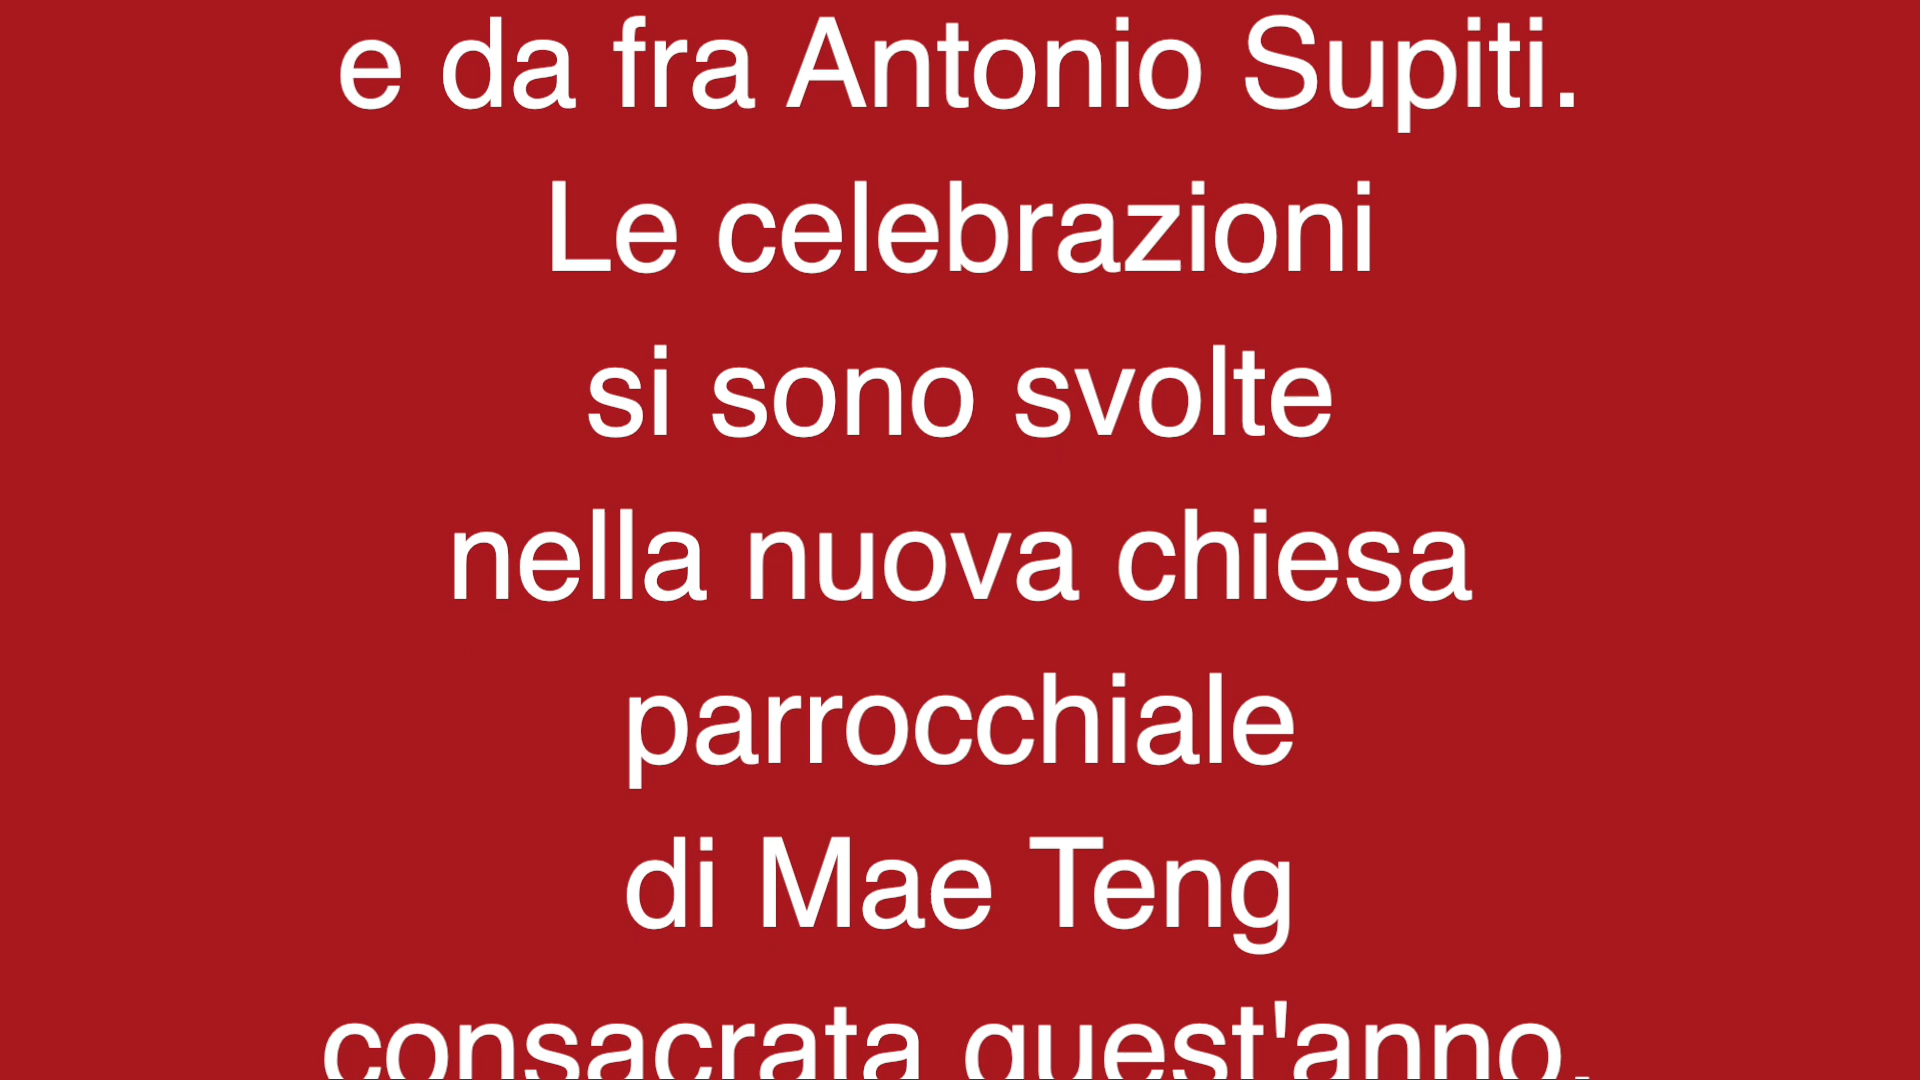 e da fra Antonio Supiti.
Le celebrazioni
si sono svolte
nella nuova chiesa
parrocchiale
di Mae Teng
consacrata quest'anno.